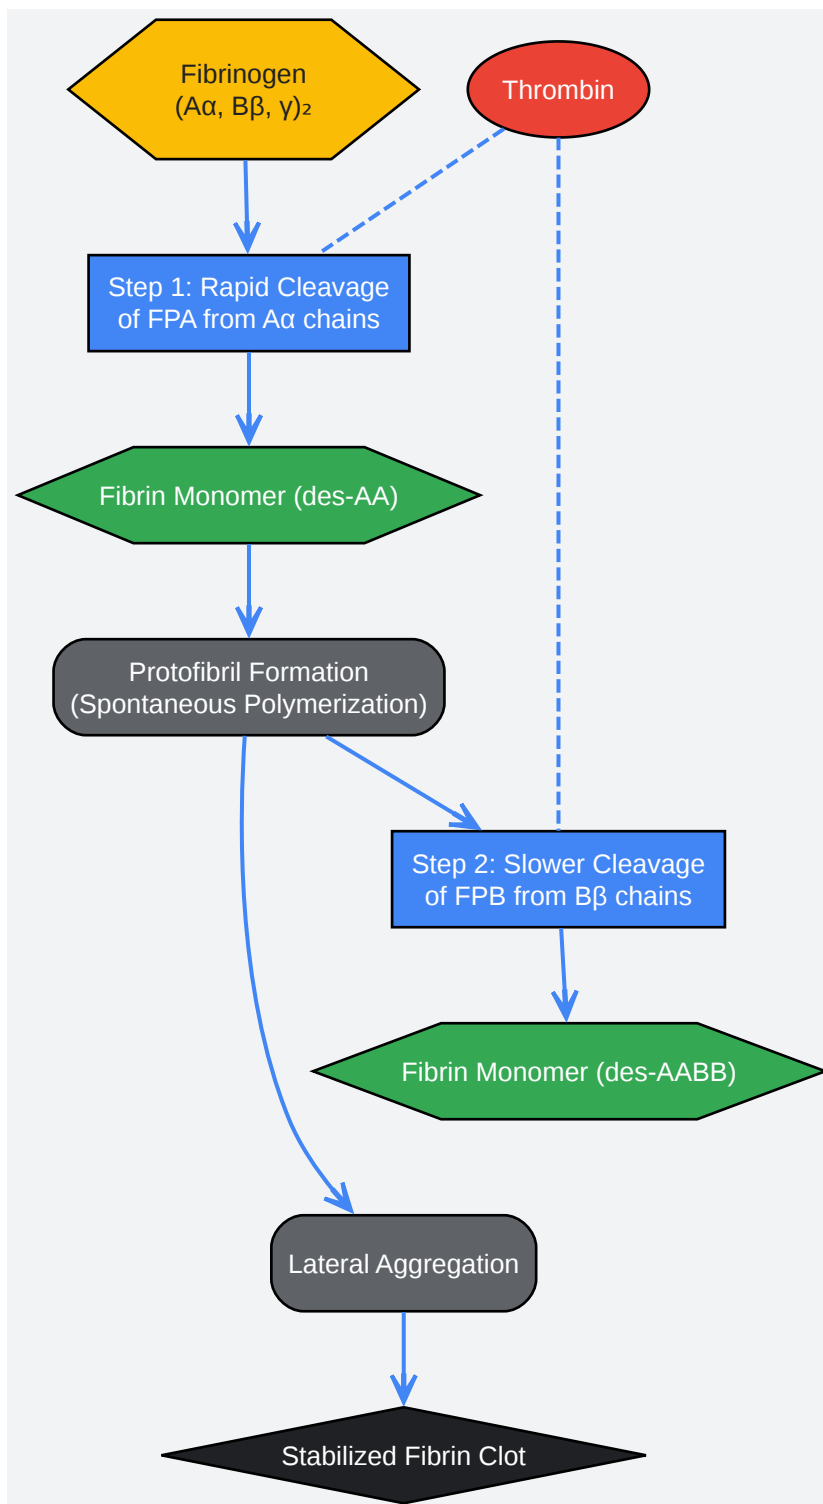 Fibrinogen
(Aα, Bβ, γ)₂
Thrombin
Step 1: Rapid Cleavage
of FPA from Aα chains
Fibrin Monomer (des-AA)
Protofibril Formation
(Spontaneous Polymerization)
Step 2: Slower Cleavage
of FPB from Bβ chains
Fibrin Monomer (des-AABB)
Lateral Aggregation
Stabilized Fibrin Clot